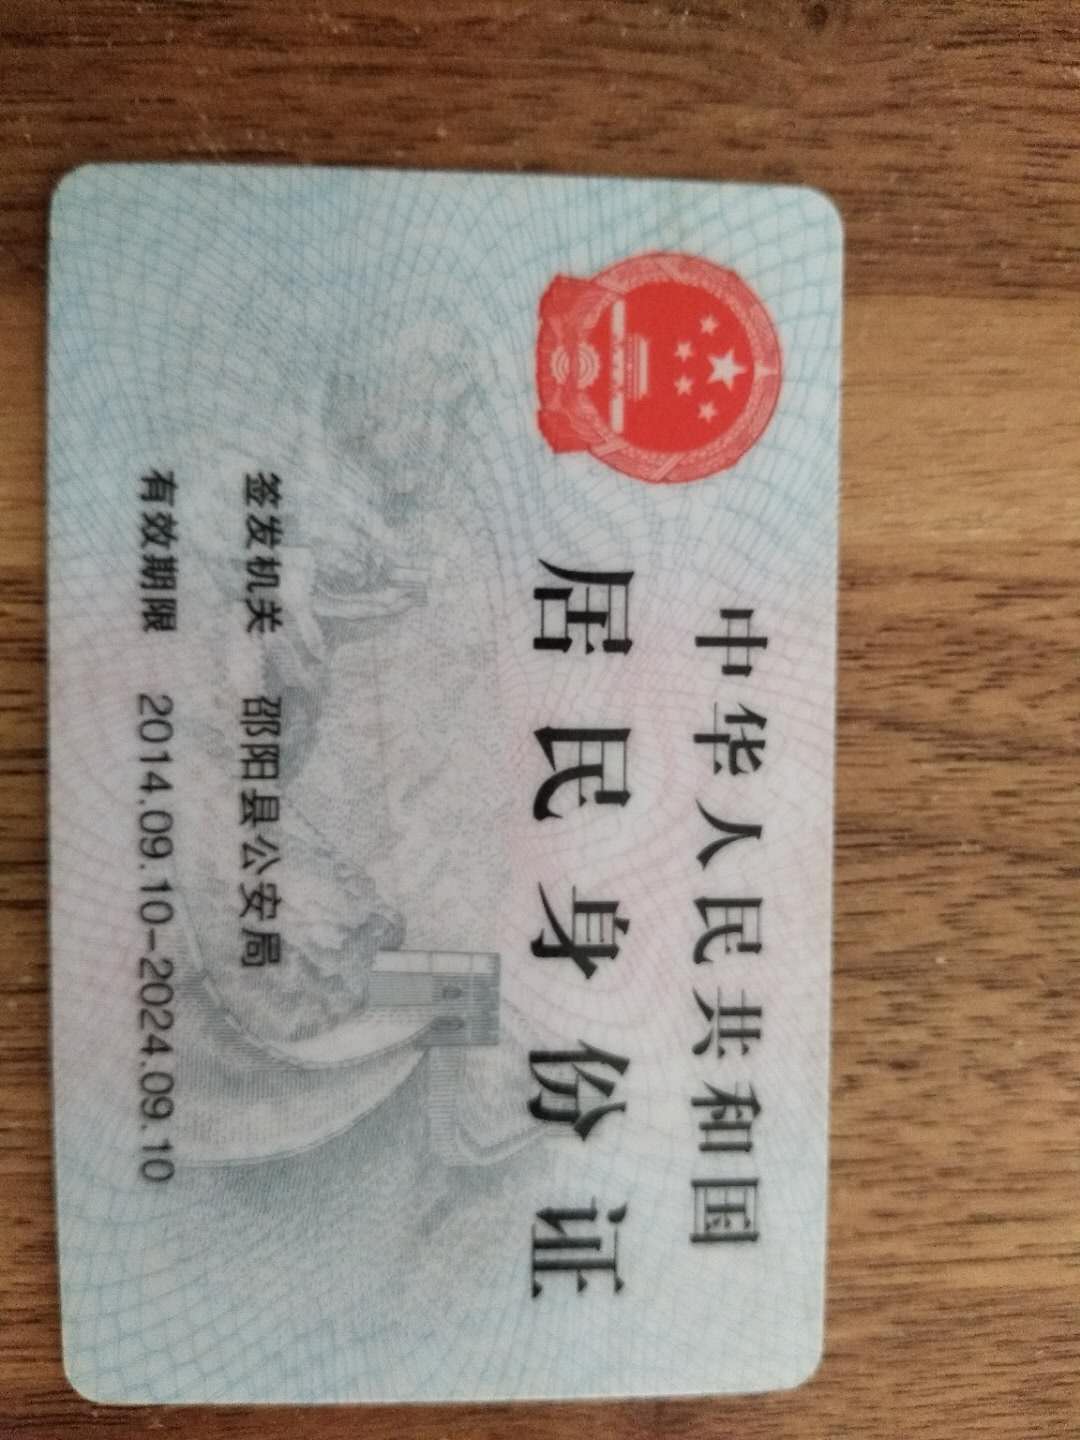 中华人民共和国
居民身份证
签发机关 邵阳县公安局
有效期限 2014.09.10-2024.09.10